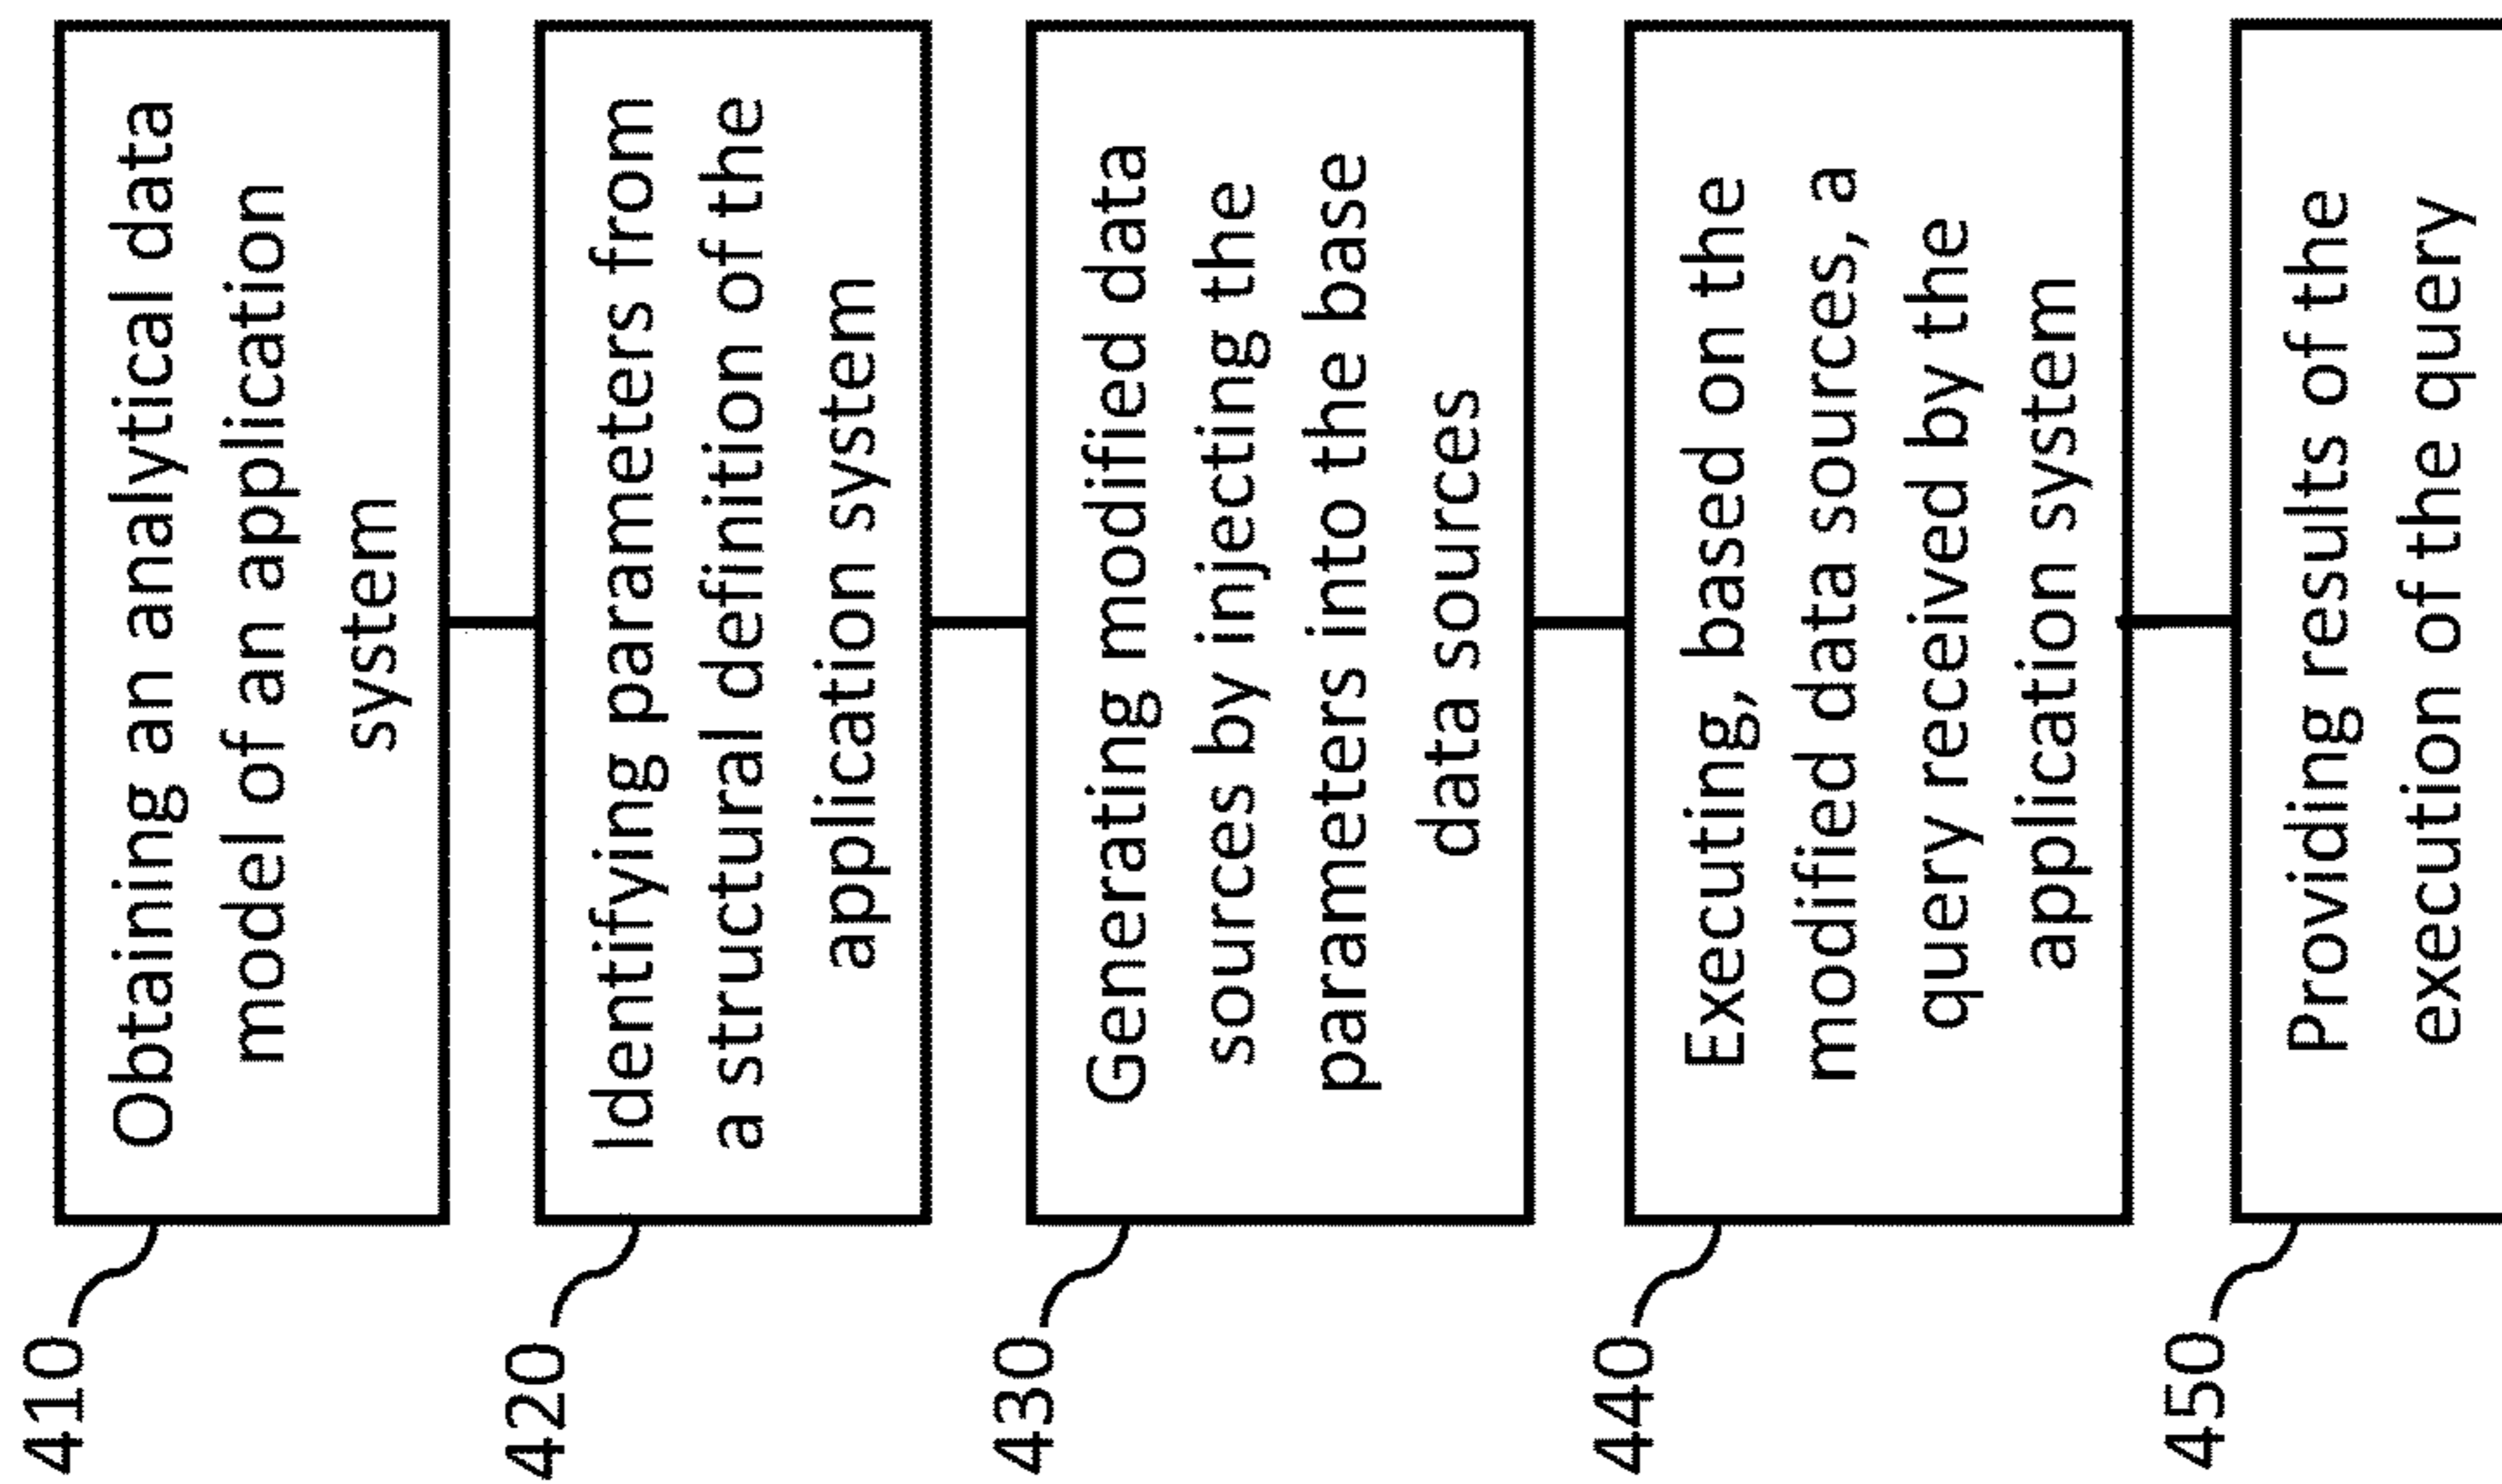 410
Obtaining an analytical data
model of an application
system
420
Identifying parameters from
a structural definition of the
application system
430
Generating modified data
sources by injecting the
parameters into the base
data sources
440
Executing, based on the
modified data sources, a
query received by the
application system
450
Providing results of the
execution of the query